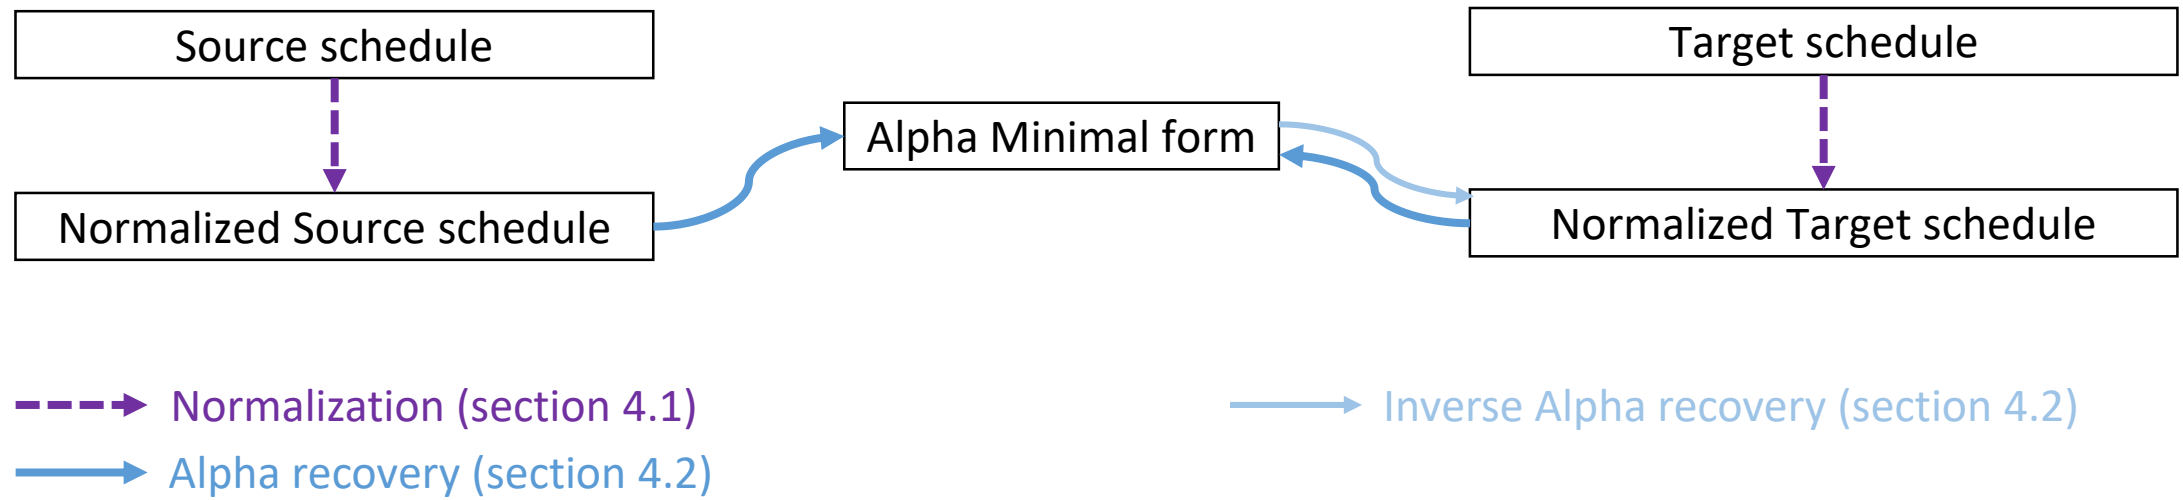 Source schedule
Target schedule
Alpha Minimal form
Normalized Source schedule
Normalized Target schedule
Normalization (section 4.1)
Inverse Alpha recovery (section 4.2)
Alpha recovery (section 4.2)